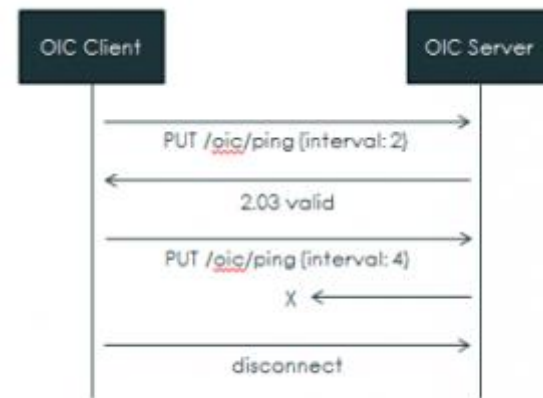 OIC Client
OIC Server
PUT /oic/ping (interval: 2)
2.03 valid
PUT /oic/ping (interval: 4)
X
disconnect